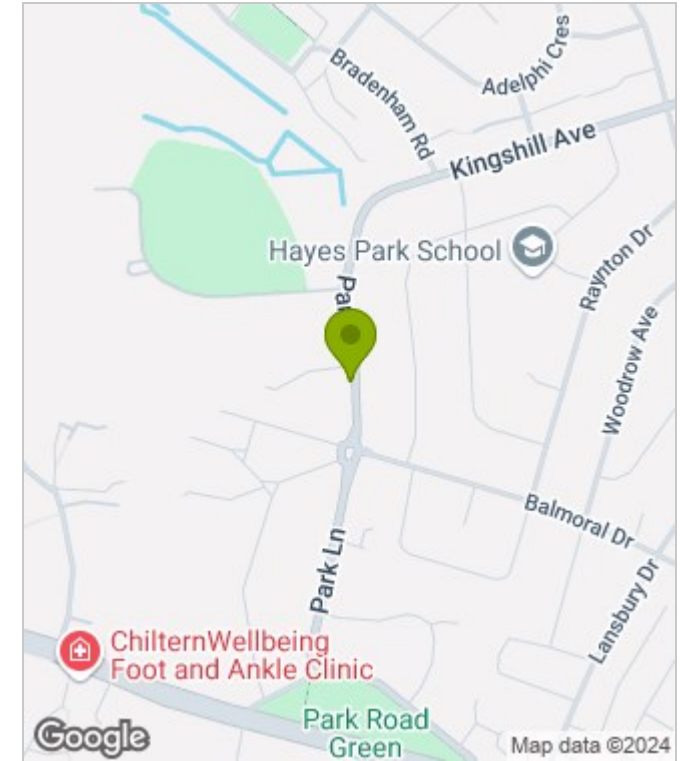 Bradenham Rd
Adelphi Cres
Kingshill Ave
Hayes Park School
Raynton Dr
Woodrow Ave
Balmoral Dr
Park Ln
Lansbury Dr
ChilternWellbeing
Foot and Ankle Clinic
Park Road
Green
Google
Map data ©2024